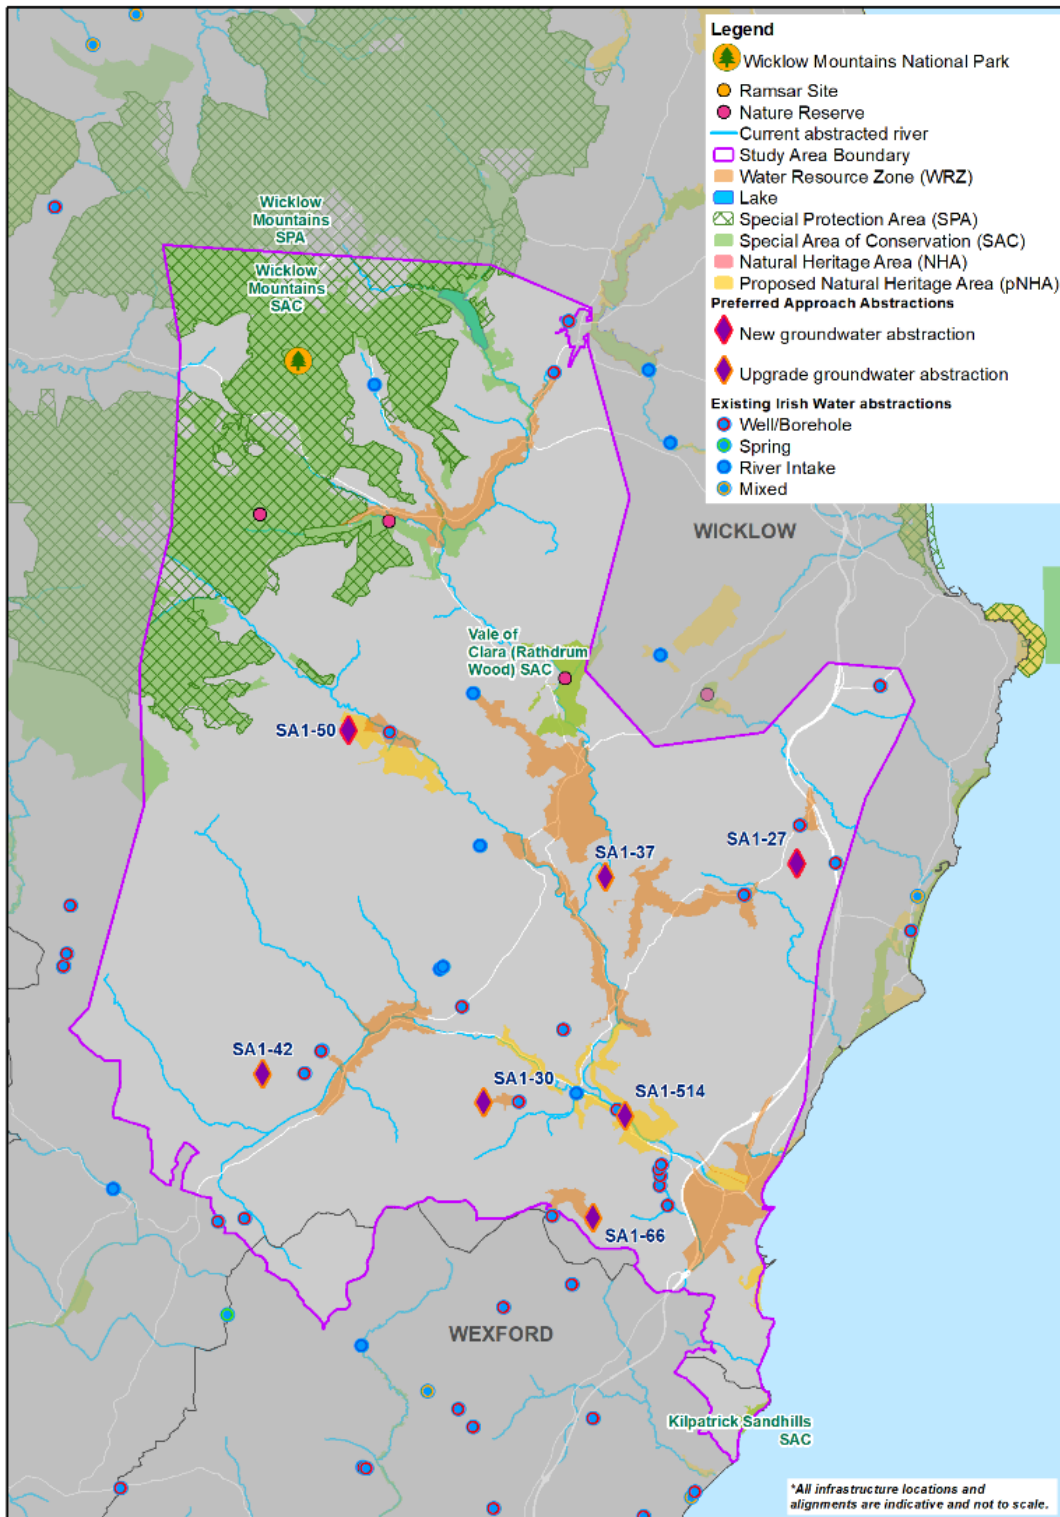 Legend
Wicklow Mountains National Park
Ramsar Site
Nature Reserve
Current abstracted river
Study Area Boundary
Water Resource Zone (WRZ)
Lake
Special Protection Area (SPA)
Special Area of Conservation (SAC)
Natural Heritage Area (NHA)
Proposed Natural Heritage Area (pNHA)
Preferred Approach Abstractions
New groundwater abstraction
Upgrade groundwater abstraction
Existing Irish Water abstractions
Well/Borehole
Spring
River Intake
Mixed
Wicklow
Mountains
SPA
Wicklow
Mountains
SAC
WICKLOW
Vale of
Clara (Rathdrum
Wood) SAC
SA1-50
SA1-37
SA1-27
SA1-42
SA1-30
SA1-514
SA1-66
WEXFORD
Kilpatrick Sandhills
SAC
*All infrastructure locations and
alignments are indicative and not to scale.